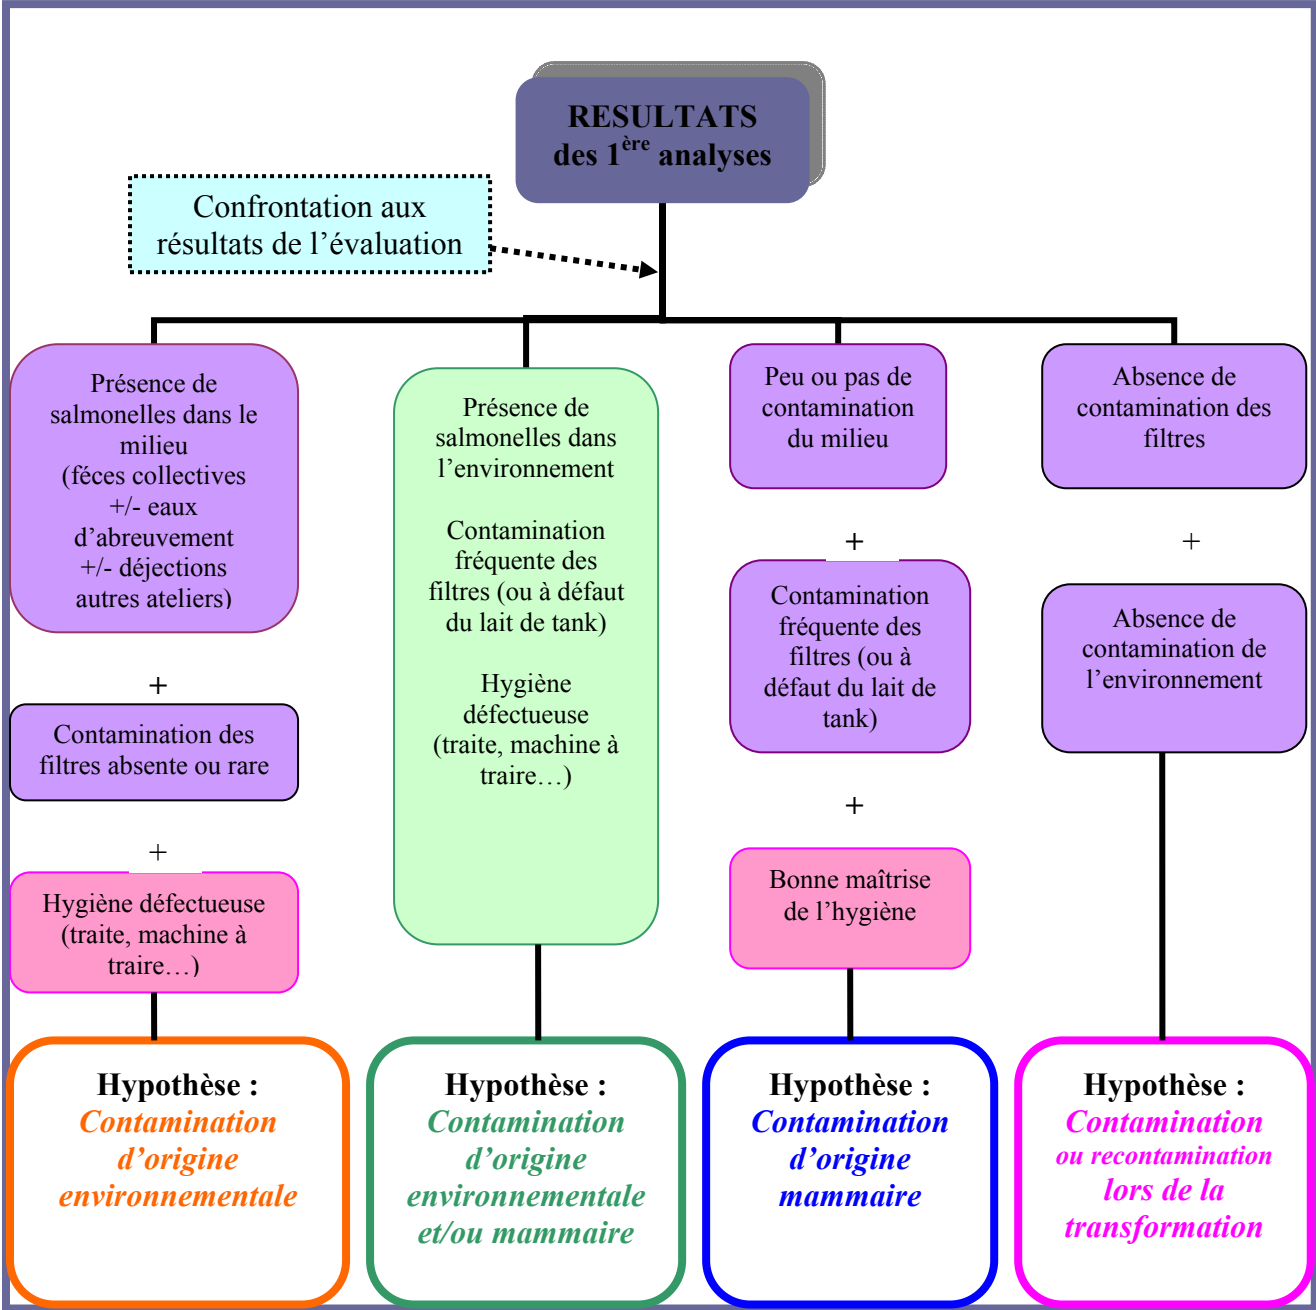 RESULTATS
des 1ère analyses
Confrontation aux
résultats de l’évaluation
Présence de
salmonelles dans le
milieu
(féces collectives
+/- eaux
d’abreuvement
+/- déjections
autres ateliers)
+
Contamination des
filtres absente ou rare
+
Hygiène défectueuse
(traite, machine à
traire…)
Hypothèse :
Contamination
d’origine
environnementale
Présence de
salmonelles dans
l’environnement
Contamination
fréquente des
filtres (ou à défaut
du lait de tank)
Hygiène
défectueuse
(traite, machine à
traire…)
Hypothèse :
Contamination
d’origine
environnementale
et/ou mammaire
Peu ou pas de
contamination
du milieu
+
Contamination
fréquente des
filtres (ou à
défaut du lait de
tank)
+
Bonne maîtrise
de l’hygiène
Hypothèse :
Contamination
d’origine
mammaire
Absence de
contamination des
filtres
+
Absence de
contamination de
l’environnement
Hypothèse :
Contamination
ou recontamination
lors de la
transformation